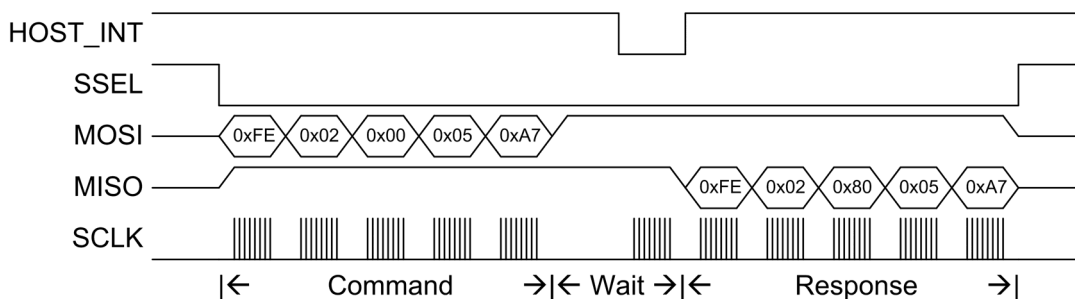 HOST_INT
SSEL
MOSI 0xFE 0x02 0x00 0x05 0xA7
MISO 0xFE 0x02 0x80 0x05 0xA7
SCLK
|← Command →|← Wait →|← Response →|